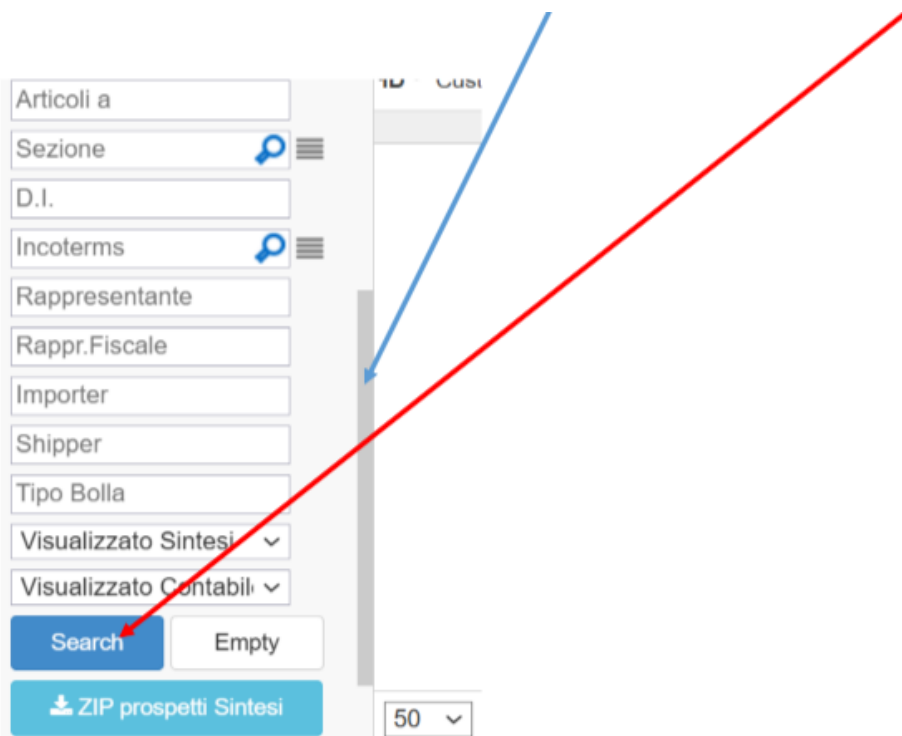 Articoli a
Cust
Sezione
D.I.
Incoterms
Rappresentante
Rappr.Fiscale
Importer
Shipper
Tipo Bolla
Visualizzato Sintesi
Visualizzato Contabil
Search Empty
ZIP prospetti Sintesi
50